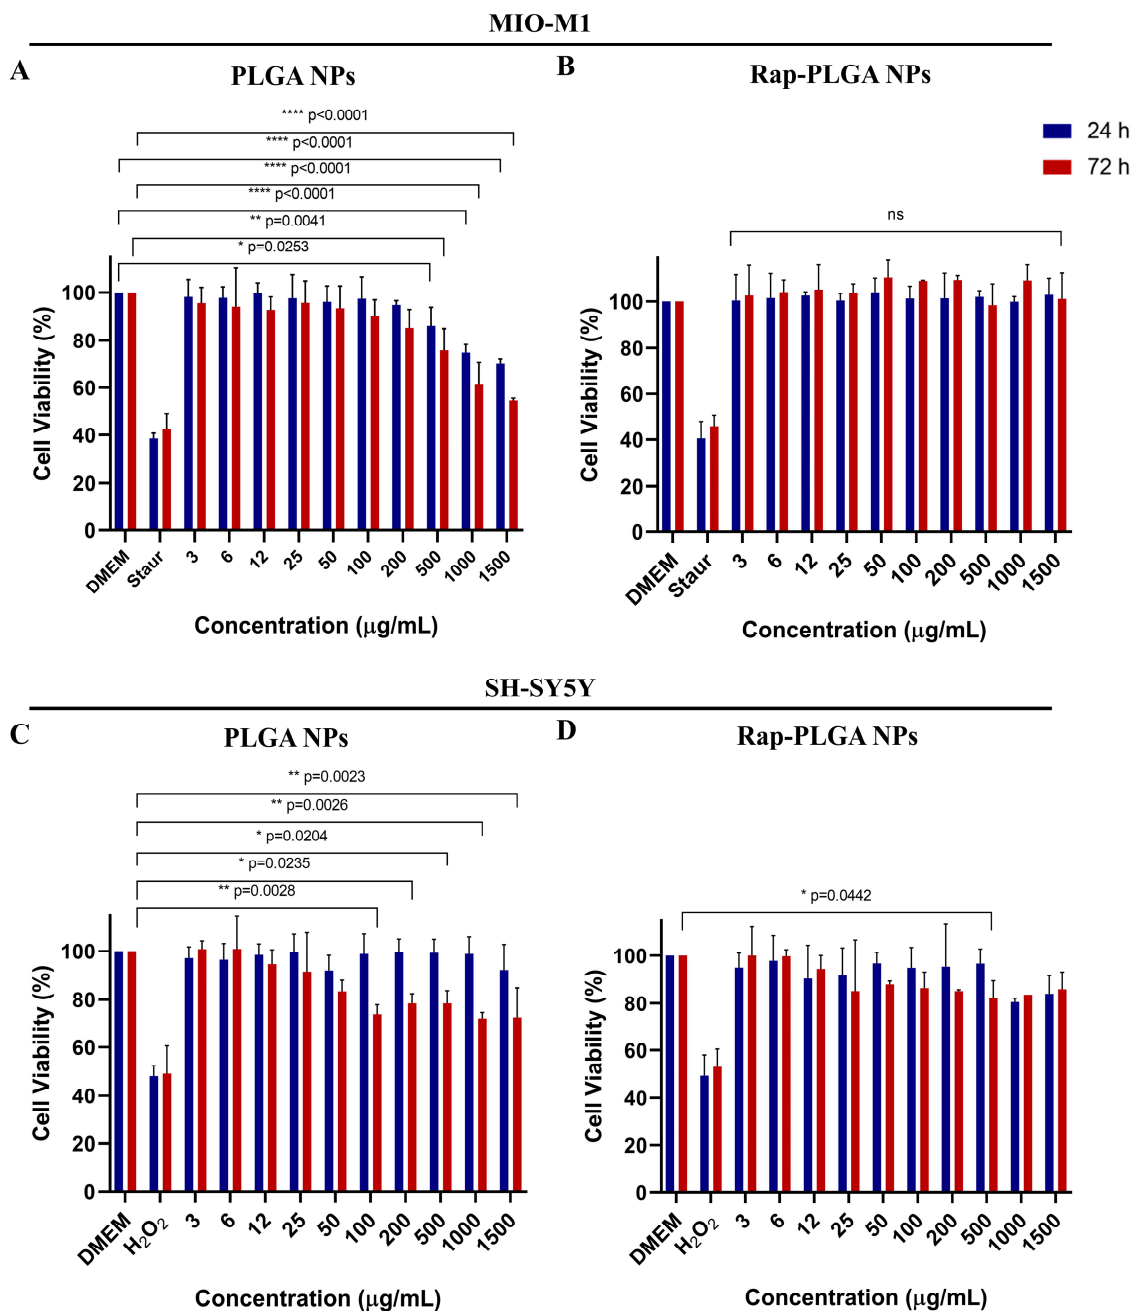 MIO-M1
A
PLGA NPs
B
Rap-PLGA NPs
24 h
72 h
**** p<0.0001
**** p<0.0001
**** p<0.0001
**** p<0.0001
** p=0.0041
* p=0.0253
Cell Viability (%)
100
80
60
40
20
0
DMEM
Staur
3
6
12
25
50
100
200
500
1000
1500
Concentration (μg/mL)
ns
Cell Viability (%)
100
80
60
40
20
0
DMEM
Staur
3
6
12
25
50
100
200
500
1000
1500
Concentration (μg/mL)
SH-SY5Y
C
PLGA NPs
D
Rap-PLGA NPs
** p=0.0023
** p=0.0026
* p=0.0204
* p=0.0235
** p=0.0028
Cell Viability (%)
100
80
60
40
20
0
DMEM
H₂O₂
3
6
12
25
50
100
200
500
1000
1500
Concentration (μg/mL)
* p=0.0442
Cell Viability (%)
100
80
60
40
20
0
DMEM
H₂O₂
3
6
12
25
50
100
200
500
1000
1500
Concentration (μg/mL)